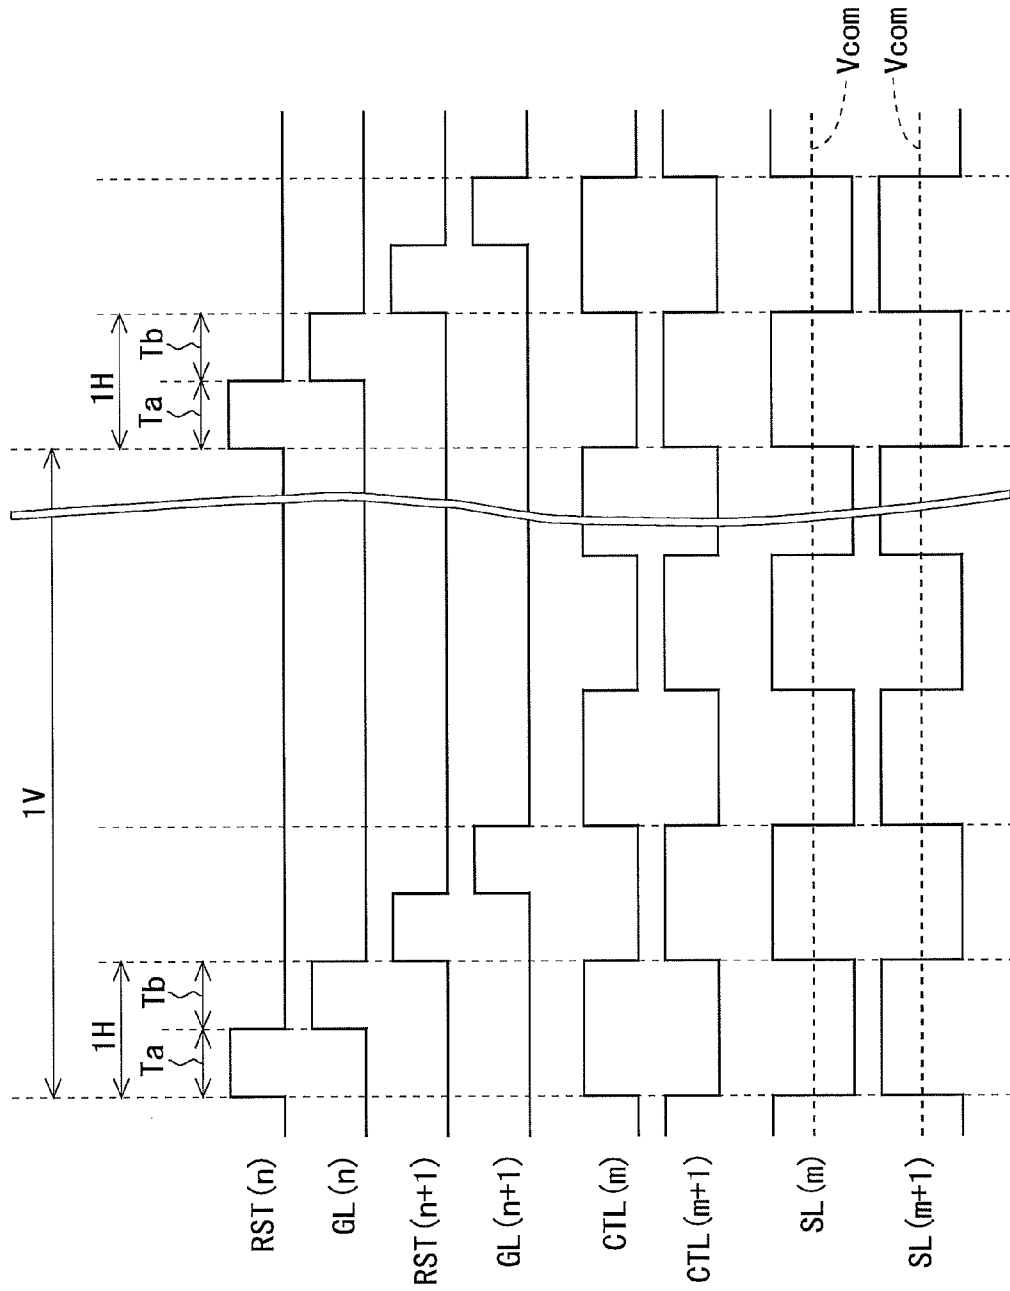 1V
1H
1H
Ta
Tb
Ta
Tb
RST(n)
GL(n)
RST(n+1)
GL(n+1)
CTL(m)
CTL(m+1)
SL(m)
Vcom
SL(m+1)
Vcom